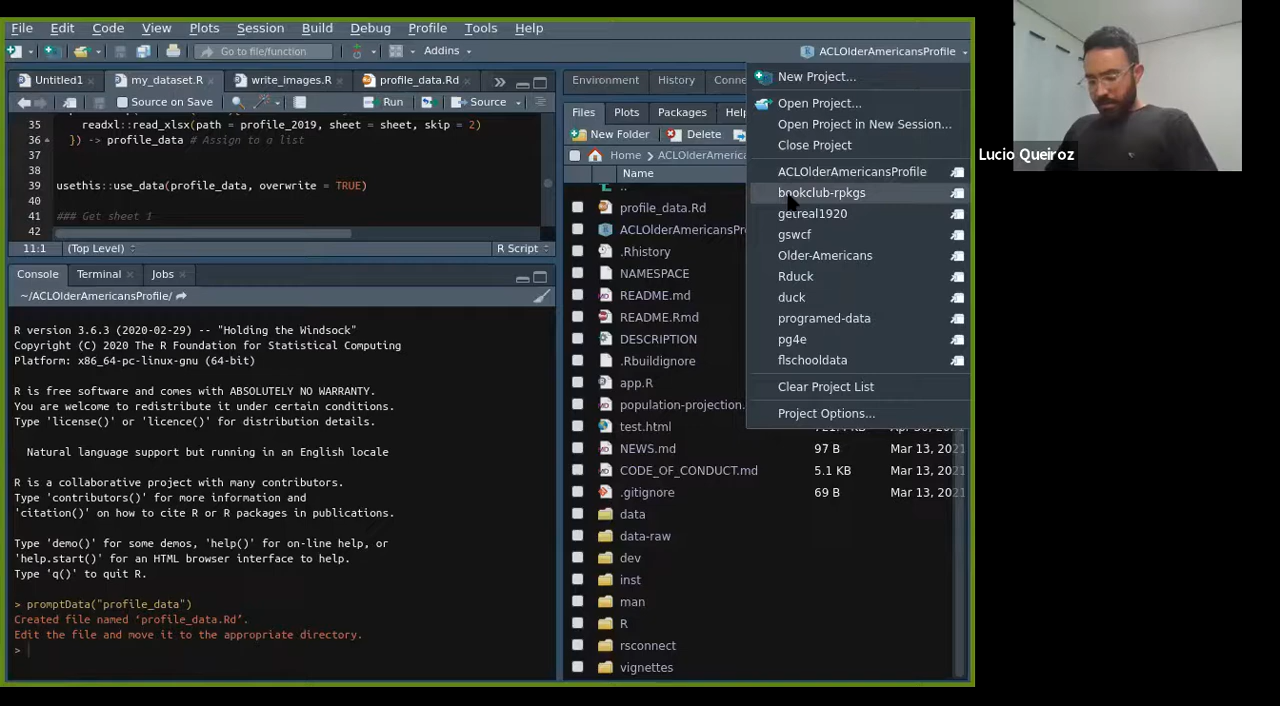 File Edit Code View Plots Session Build Debug Profile Tools Help
Go to file/function
Addins
ACLOlderAmericansProfile
Untitled1
my_dataset.R
write_images.R
profile_data.Rd
Source on Save
Run
Source
35 readxl::read_xlsx(path = profile_2019, sheet = sheet, skip = 2)
36 }) -> profile_data # Assign to a list
37
38
39 usethis::use_data(profile_data, overwrite = TRUE)
40
41 ### Get sheet 1
42
11:1 (Top Level) R Script
Console Terminal Jobs
~/ACLOlderAmericansProfile/
R version 3.6.3 (2020-02-29) -- "Holding the Windsock"
Copyright (C) 2020 The R Foundation for Statistical Computing
Platform: x86_64-pc-linux-gnu (64-bit)
R is free software and comes with ABSOLUTELY NO WARRANTY.
You are welcome to redistribute it under certain conditions.
Type 'license()' or 'licence()' for distribution details.
Natural language support but running in an English locale
R is a collaborative project with many contributors.
Type 'contributors()' for more information and
'citation()' on how to cite R or R packages in publications.
Type 'demo()' for some demos, 'help()' for on-line help, or
'help.start()' for an HTML browser interface to help.
Type 'q()' to quit R.
> promptData("profile_data")
Created file named ‘profile_data.Rd’.
Edit the file and move it to the appropriate directory.
>
Environment History Conne
Files Plots Packages Help
New Folder Delete
Home ACLOlderAmerica
Name
..
profile_data.Rd
ACLOlderAmericansPr
.Rhistory
NAMESPACE
README.md
README.Rmd
DESCRIPTION
.Rbuildignore
app.R
population-projection.
test.html
NEWS.md 97 B Mar 13, 2021
CODE_OF_CONDUCT.md 5.1 KB Mar 13, 2021
.gitignore 69 B Mar 13, 2021
data
data-raw
dev
inst
man
R
rsconnect
vignettes
New Project...
Open Project...
Open Project in New Session...
Close Project
ACLOlderAmericansProfile
bookclub-rpkgs
getreal1920
gswcf
Older-Americans
Rduck
duck
programed-data
pg4e
flschooldata
Clear Project List
Project Options...
Lucio Queiroz